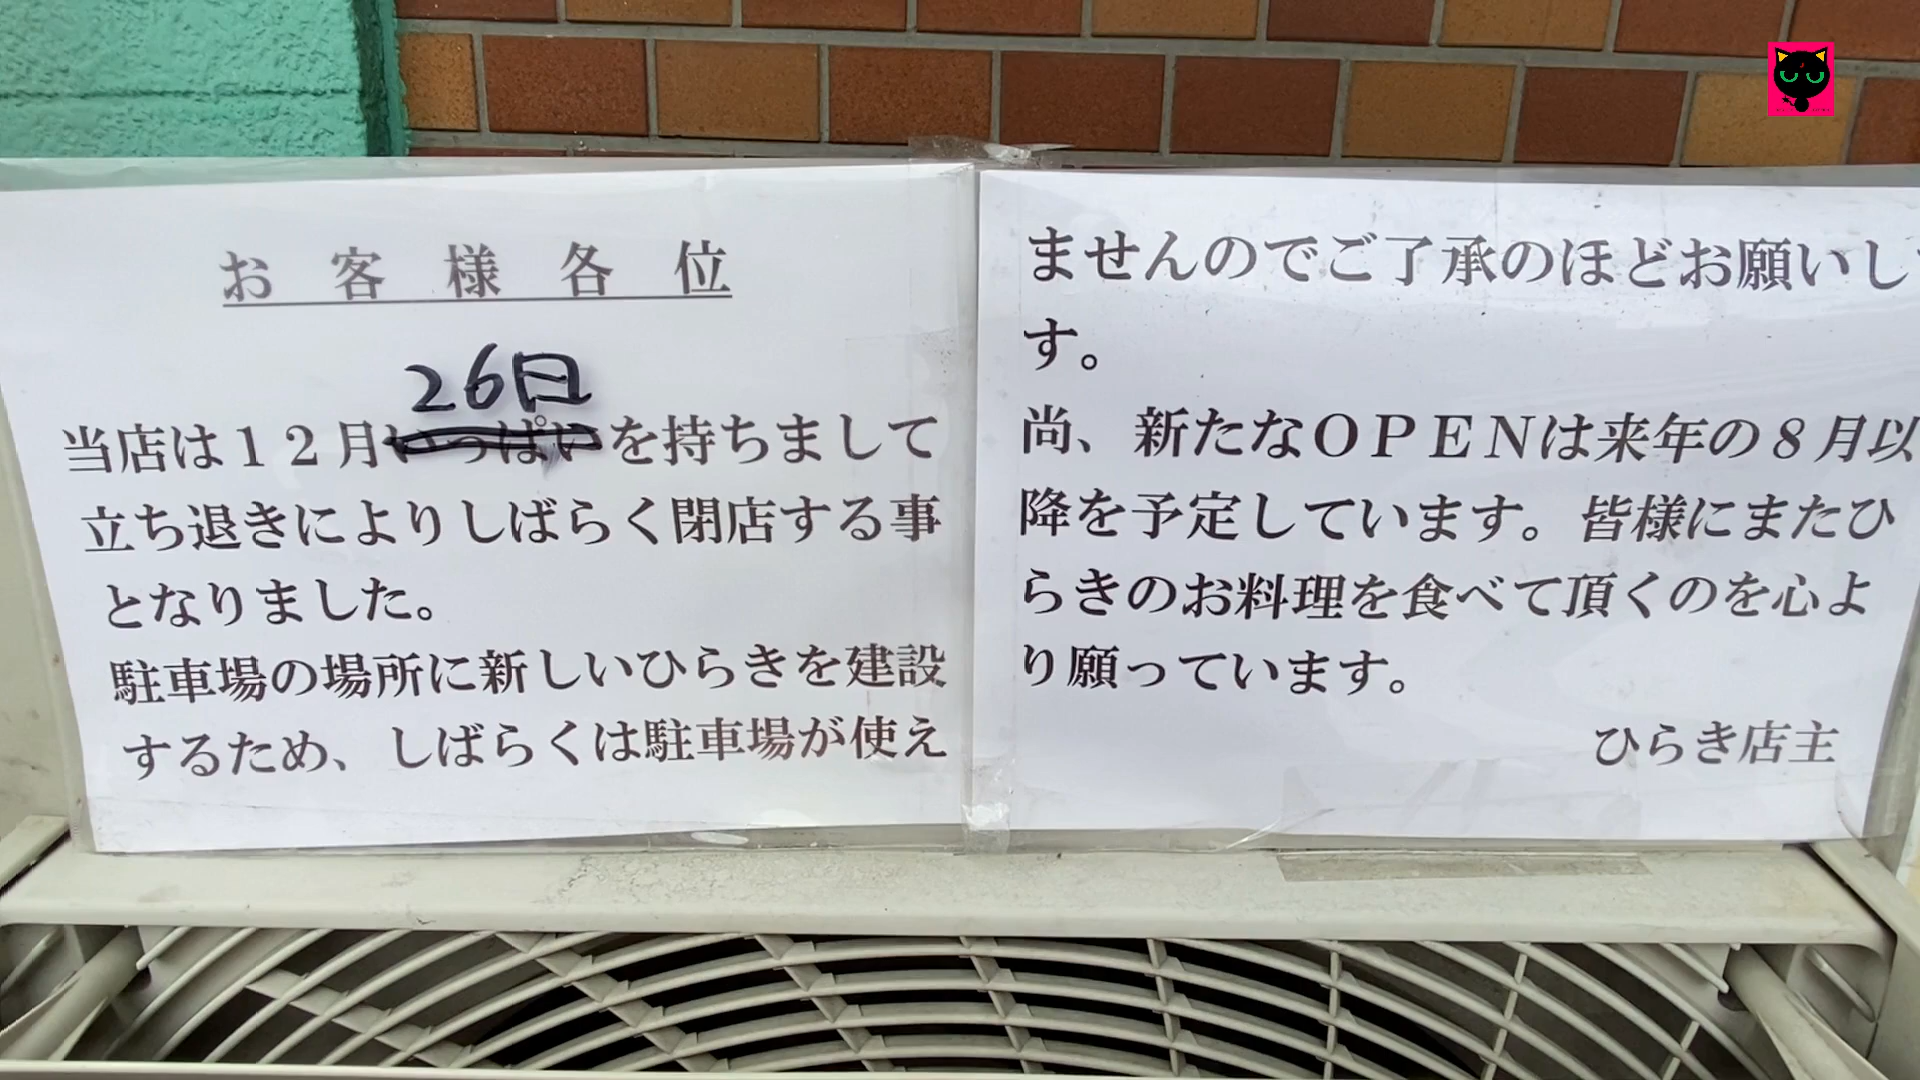 お客様各位
26日
当店は12月いっぱいを持ちまして
立ち退きによりしばらく閉店する事
となりました。
駐車場の場所に新しいひらきを建設
するため、しばらくは駐車場が使え
ませんのでご了承のほどお願いしま
す。
尚、新たなOPENは来年の8月以
降を予定しています。皆様にまたひ
らきのお料理を食べて頂くのを心よ
り願っています。
ひらき店主